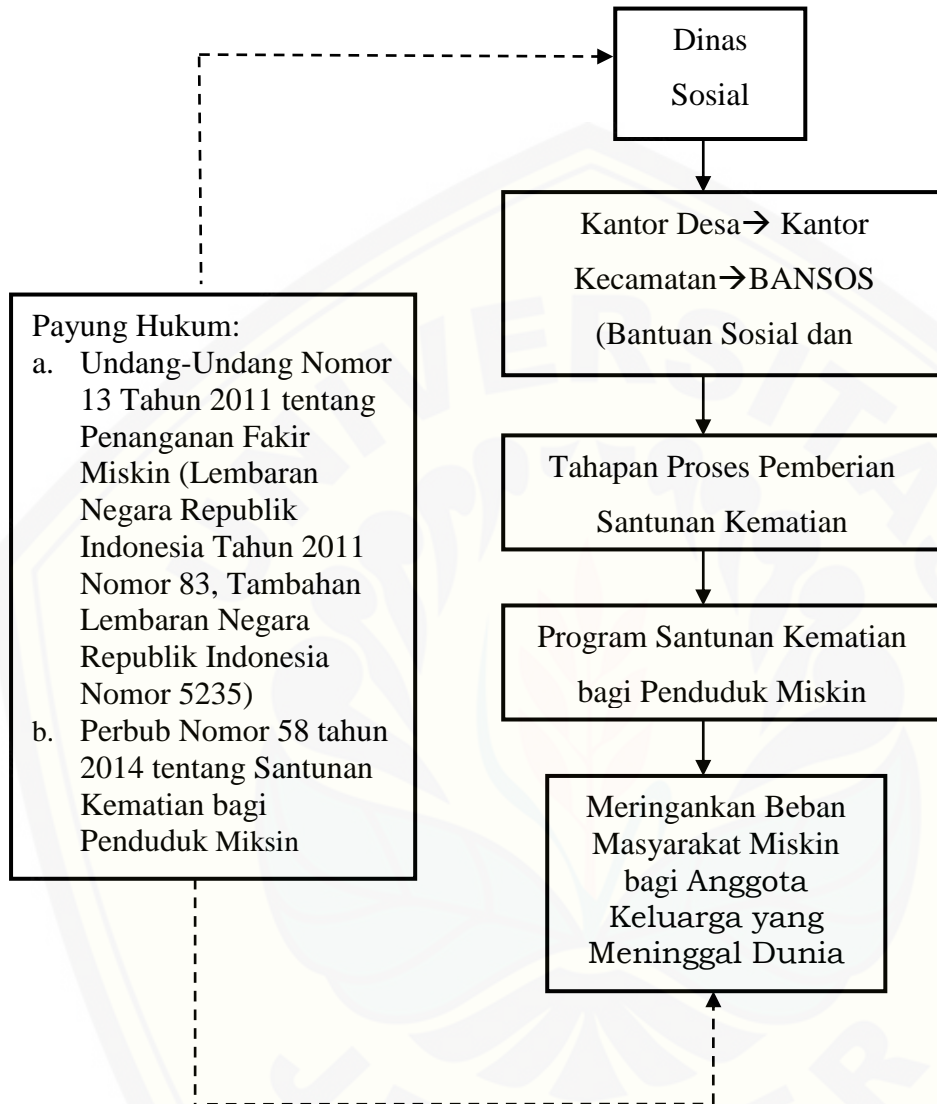 Dinas
Sosial
Kantor Desa→ Kantor
Kecamatan→BANSOS
(Bantuan Sosial dan
Payung Hukum:
a. Undang-Undang Nomor
13 Tahun 2011 tentang
Penanganan Fakir
Miskin (Lembaran
Negara Republik
Indonesia Tahun 2011
Nomor 83, Tambahan
Lembaran Negara
Republik Indonesia
Nomor 5235)
b. Perbub Nomor 58 tahun
2014 tentang Santunan
Kematian bagi
Penduduk Miksin
Tahapan Proses Pemberian
Santunan Kematian
Program Santunan Kematian
bagi Penduduk Miskin
Meringankan Beban
Masyarakat Miskin
bagi Anggota
Keluarga yang
Meninggal Dunia